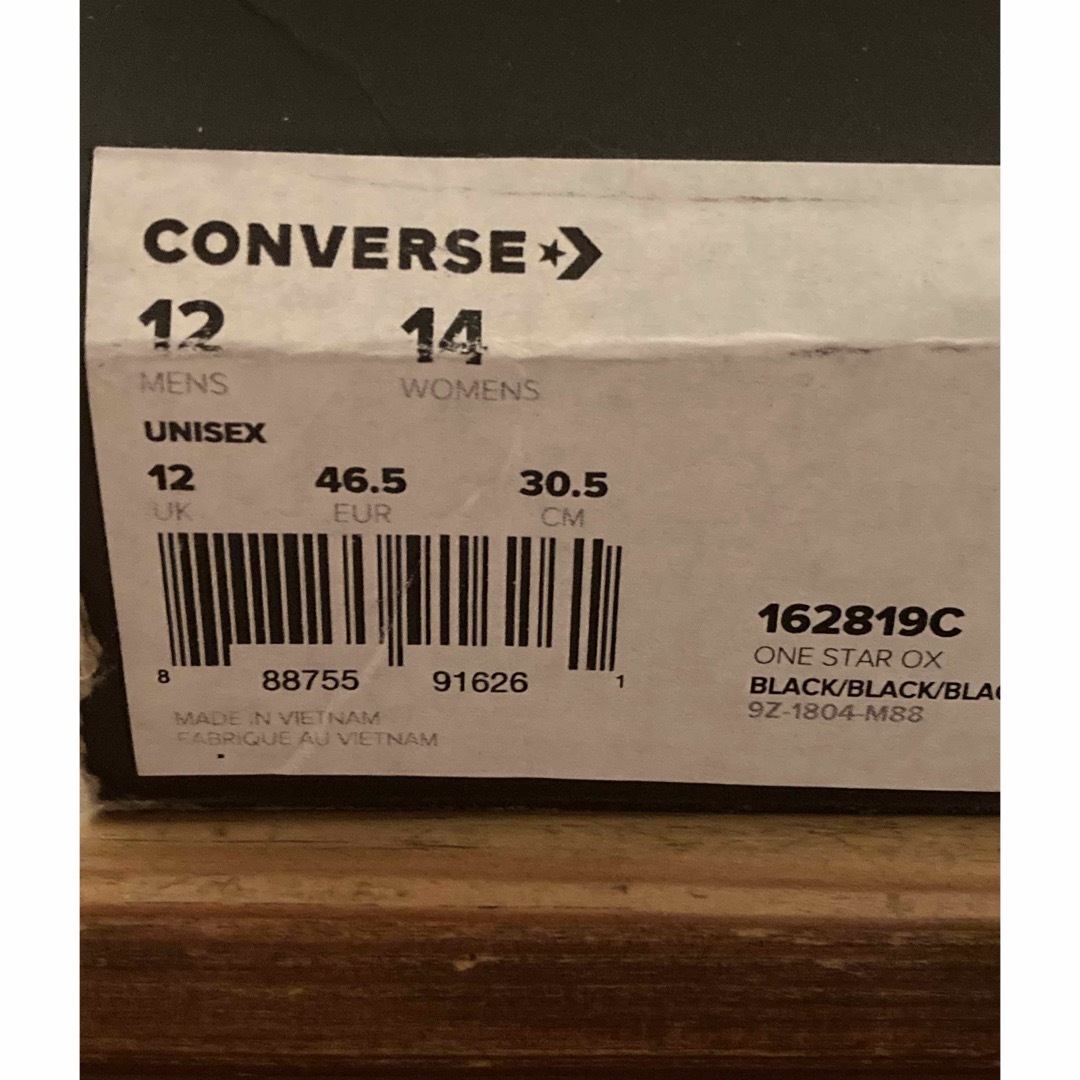 CONVERSE
12 14
MENS WOMENS
UNISEX
12 46.5 30.5
UK EUR CM
8 88755 91626 1
MADE IN VIETNAM
FABRIQUE AU VIETNAM
162819C
ONE STAR OX
BLACK/BLACK/BLA
9Z-1804-M88